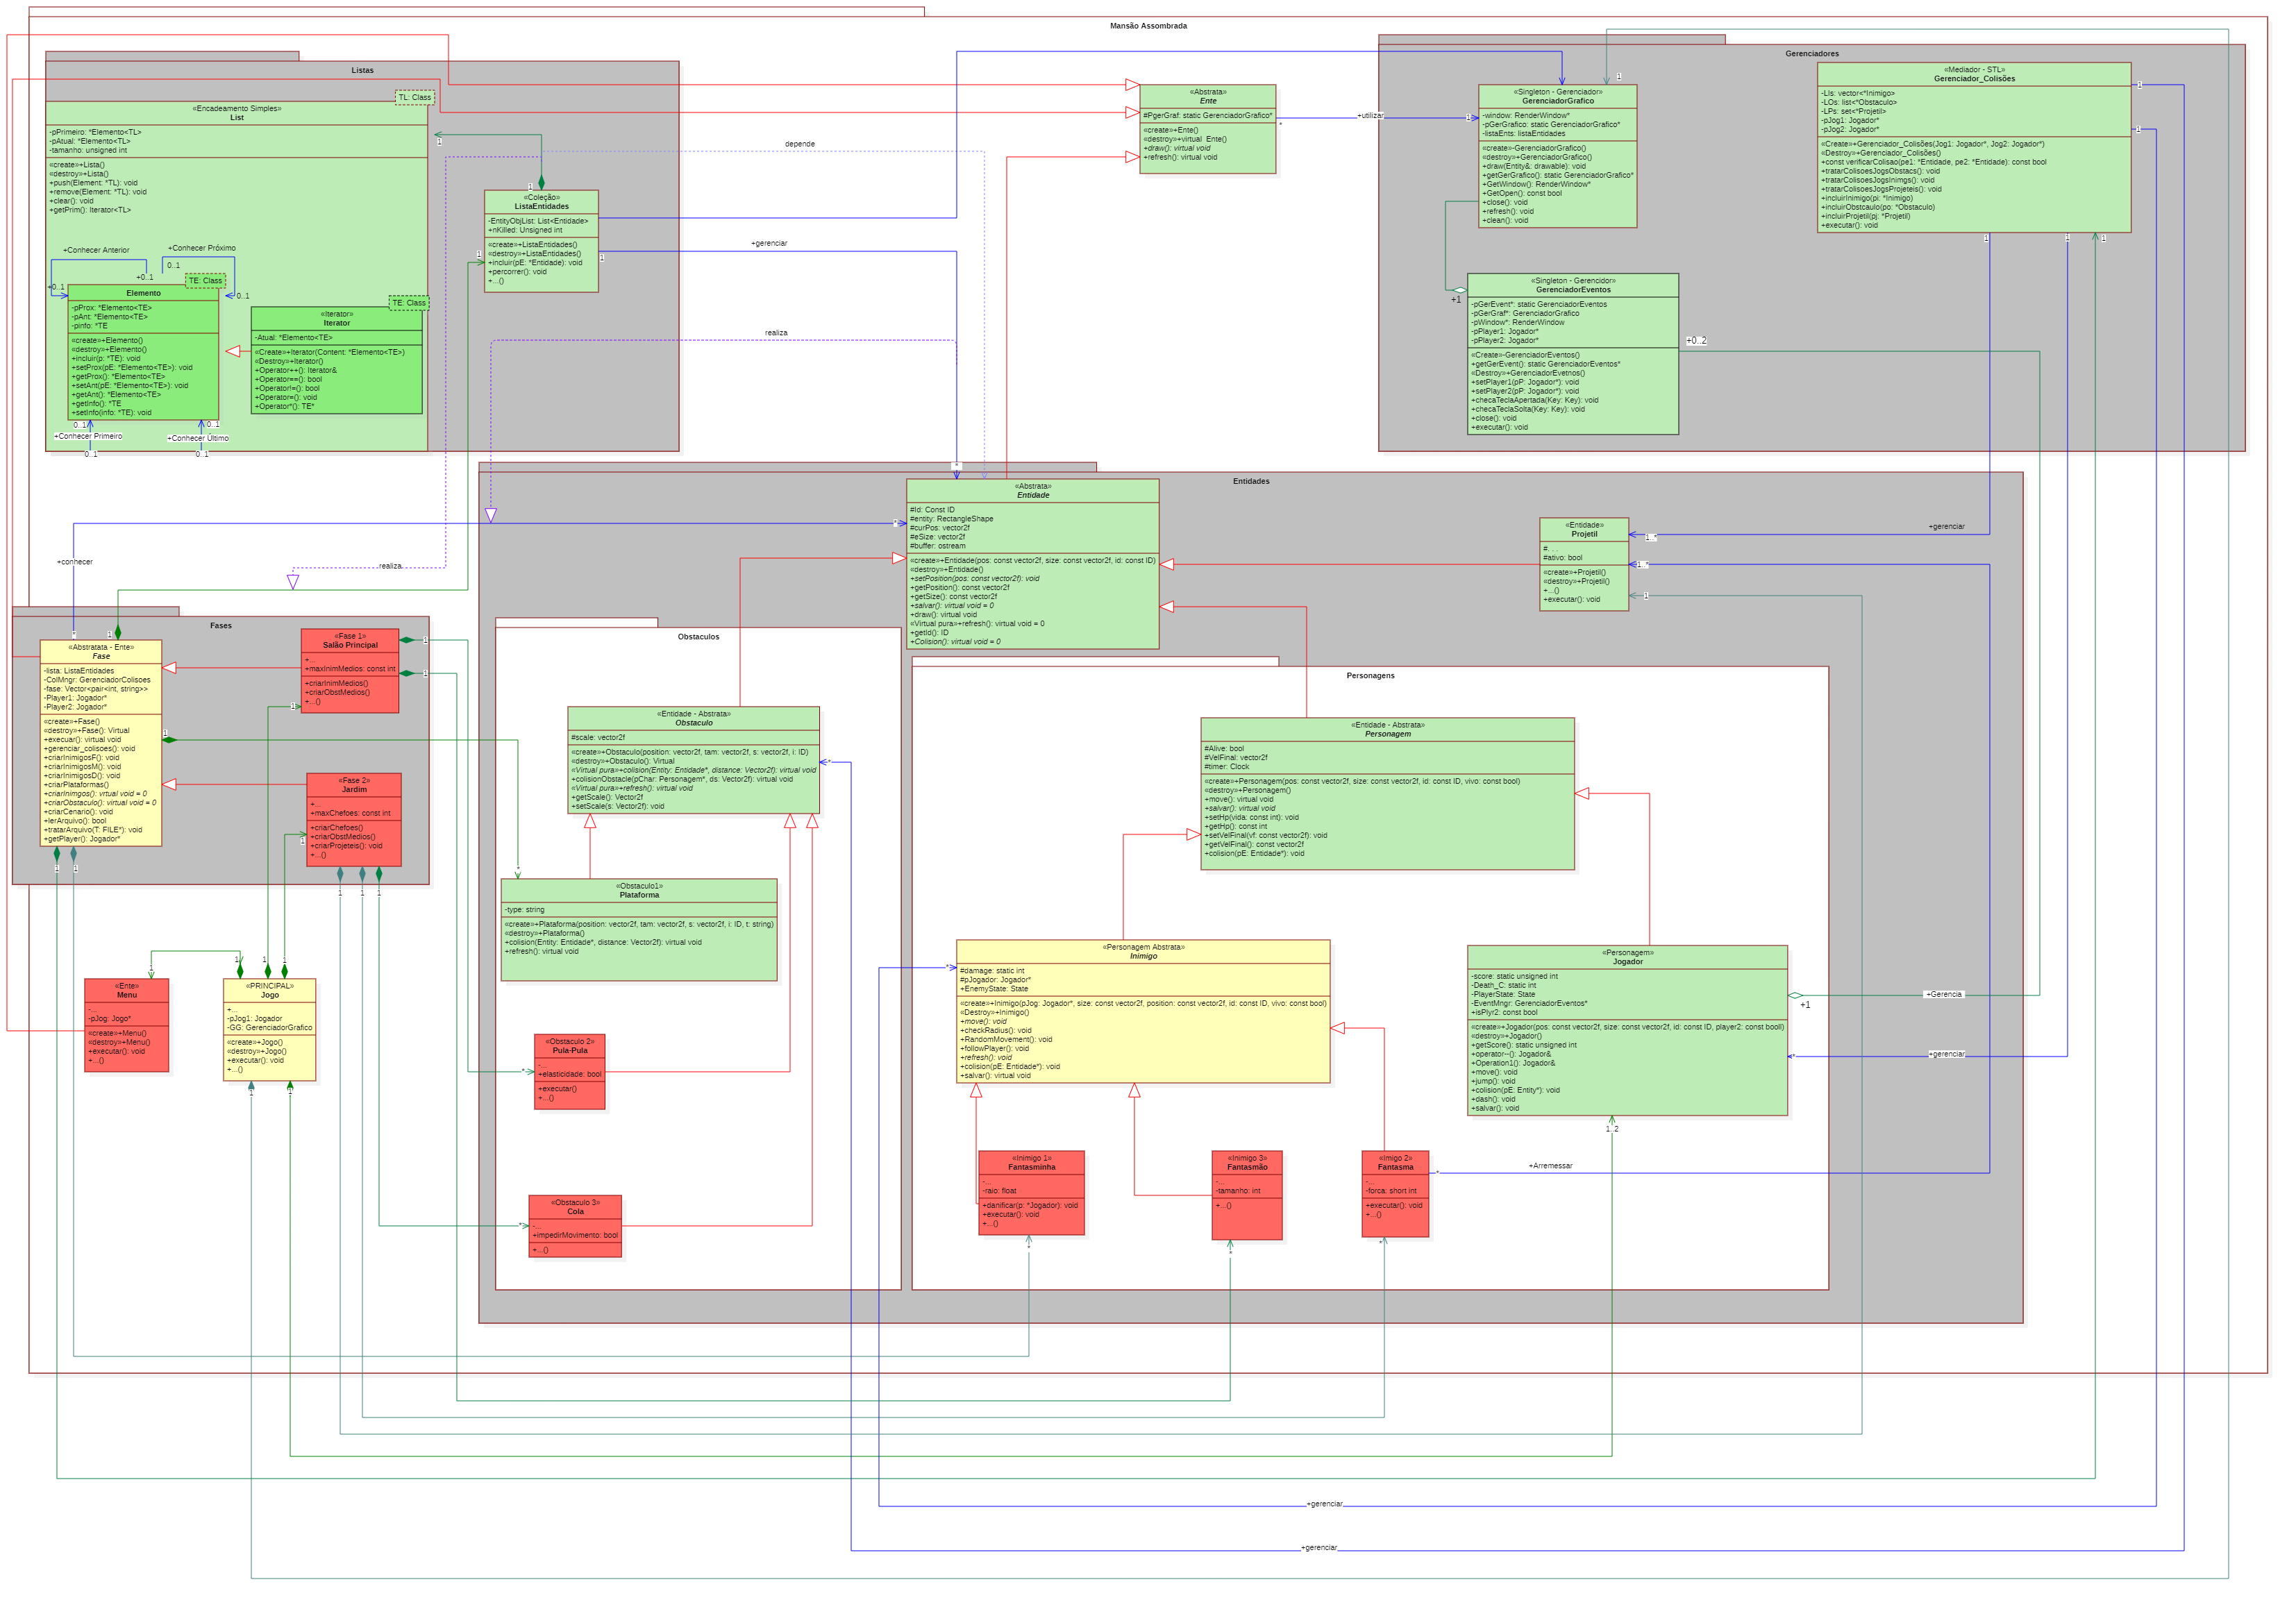 Mansão Assombrada
Listas
TL: Class
«Encadeamento Simples»
List
-pPrimeiro: *Elemento<TL>
-pAtual: *Elemento<TL>
-tamanho: unsigned int
«create»+Lista()
«destroy»+Lista()
+push(Element: *TL): void
+remove(Element: *TL): void
+clear(): void
+getPrim(): Iterator<TL>
+Conhecer Anterior
+Conhecer Próximo
0..1
+0..1
+0..1
0..1
TE: Class
Elemento
-pProx: *Elemento<TE>
-pAnt: *Elemento<TE>
-pinfo: *TE
«create»+Elemento()
«destroy»+Elemento()
+incluir(p: *TE): void
+setProx(pE: *Elemento<TE>): void
+getProx(): *Elemento<TE>
+setAnt(pE: *Elemento<TE>): void
+getAnt(): *Elemento<TE>
+getInfo(): *TE
+setInfo(info: *TE): void
TE: Class
«Iterator»
Iterator
-Atual: *Elemento<TE>
«Create»+Iterator(Content: *Elemento<TE>)
«Destroy»+Iterator()
+Operator++(): Iterator&
+Operator==(): bool
+Operator!=(): bool
+Operator=(): void
+Operator*(): TE*
0..1
0..1
+Conhecer Primeiro
+Conhecer Último
0..1
0..1
1
1
«Coleção»
ListaEntidades
-EntityObjList: List<Entidade>
+nKilled: Unsigned int
«create»+ListaEntidades()
«destroy»+ListaEntidades()
+incluir(pE: *Entidade): void
+percorrer(): void
+...()
1
1
+gerenciar
depende
realiza
realiza
«Abstrata»
Ente
#PgerGraf: static GerenciadorGrafico*
«create»+Ente()
«destroy»+virtual  Ente()
+draw(): virtual void
+refresh(): virtual void
*
+utilizar
1
Gerenciadores
1
«Singleton - Gerenciador»
GerenciadorGrafico
-window: RenderWindow*
-pGerGrafico: static GerenciadorGrafico*
-listaEnts: listaEntidades
«create»-GerenciadorGrafico()
«destroy»+GerenciadorGrafico()
+draw(Entity&: drawable): void
+getGerGrafico(): static GerenciadorGrafico*
+GetWindow(): RenderWindow*
+GetOpen(): const bool
+close(): void
+refresh(): void
+clean(): void
«Mediador - STL»
Gerenciador_Colisões
-LIs: vector<*Inimigo>
-LOs: list<*Obstaculo>
-LPs: set<*Projetil>
-pJog1: Jogador*
-pJog2: Jogador*
«Create»+Gerenciador_Colisões(Jog1: Jogador*, Jog2: Jogador*)
«Destroy»+Gerenciador_Colisões()
+const verificarColisao(pe1: *Entidade, pe2: *Entidade): const bool
+tratarColisoesJogsObstacs(): void
+tratarColisoesJogsInimgs(): void
+tratarColisoesJogsProjeteis(): void
+incluirInimigo(pi: *Inimigo)
+incluirObstcaulo(po: *Obstaculo)
+incluirProjetil(pj: *Projetil)
+executar(): void
1
1
1
1
1
«Singleton - Gerencidor»
GerenciadorEventos
-pGerEvent*: static GerenciadorEventos
-pGerGraf*: GerenciadorGrafico
-pWindow*: RenderWindow
-pPlayer1: Jogador*
-pPlayer2: Jogador*
«Create»-GerenciadorEventos()
+getGerEvent(): static GerenciadorEventos*
«Destroy»+GerenciadorEvetnos()
+setPlayer1(pP: Jogador*): void
+setPlayer2(pP: Jogador*): void
+checaTeclaApertada(Key: Key): void
+checaTeclaSolta(Key: Key): void
+close(): void
+executar(): void
+1
+0..2
Entidades
*
«Abstrata»
Entidade
#Id: Const ID
#entity: RectangleShape
#curPos: vector2f
#eSize: vector2f
#buffer: ostream
«create»+Entidade(pos: const vector2f, size: const vector2f, id: const ID)
«destroy»+Entidade()
+setPosition(pos: const vector2f): void
+getPosition(): const vector2f
+getSize(): const vector2f
+salvar(): virtual void = 0
+draw(): virtual void
«Virtual pura»+refresh(): virtual void = 0
+getId(): ID
+Colision(): virtual void = 0
*
«Entidade»
Projetil
#. . .
#ativo: bool
«create»+Projetil()
«destroy»+Projetil()
+...()
+executar(): void
+gerenciar
1..*
1..*
1
+conhecer
*
1
Fases
«Abstratata - Ente»
Fase
-lista: ListaEntidades
-ColMngr: GerenciadorColisoes
-fase: Vector<pair<int, string>>
-Player1: Jogador*
-Player2: Jogador*
«create»+Fase()
«destroy»+Fase(): Virtual
+execuar(): virtual void
+gerenciar_colisoes(): void
+criarInimigosF(): void
+criarInimigosM(): void
+criarInimigosD(): void
+criarPlataformas()
+criarInimgos(): vrtual void = 0
+criarObstaculo(): virtual void = 0
+criarCenario(): void
+lerArquivo(): bool
+tratarArquivo(T: FILE*): void
+getPlayer(): Jogador*
1
1
1
«Fase 1»
Salão Principal
+...
+maxInimMedios: const int
+criarInimMedios()
+criarObstMedios()
+...()
1
1
1
«Fase 2»
Jardim
+...
+maxChefoes: const int
+criarChefoes()
+criarObstMedios()
+criarProjeteis(): void
+...()
1
1
1
1
«Ente»
Menu
-...
-pJog: Jogo*
«create»+Menu()
«destroy»+Menu()
+executar(): void
+...()
1
1
1
1
«PRINCIPAL»
Jogo
+...
-pJog1: Jogador
-GG: GerenciadorGrafico
«create»+Jogo()
«destroy»+Jogo()
+executar(): void
+...()
1
1
Obstaculos
«Entidade - Abstrata»
Obstaculo
#scale: vector2f
«create»+Obstaculo(position: vector2f, tam: vector2f, s: vector2f, i: ID)
«destroy»+Obstaculo(): Virtual
«Virtual pura»+colision(Entity: Entidade*, distance: Vector2f): virtual void
+colisionObstacle(pChar: Personagem*, ds: Vector2f): virtual void
«Virtual pura»+refresh(): virtual void
+getScale(): Vector2f
+setScale(s: Vector2f): void
*
*
«Obstaculo1»
Plataforma
-type: string
«create»+Plataforma(position: vector2f, tam: vector2f, s: vector2f, i: ID, t: string)
«destroy»+Plataforma()
+colision(Entity: Entidade*, distance: Vector2f): virtual void
+refresh(): virtual void
«Obstaculo 2»
Pula-Pula
-...
+elasticidade: bool
+executar()
+...()
*
«Obstaculo 3»
Cola
-...
+impedirMovimento: bool
+...()
*
Personagens
«Entidade - Abstrata»
Personagem
#Alive: bool
#VelFinal: vector2f
#timer: Clock
«create»+Personagem(pos: const vector2f, size: const vector2f, id: const ID, vivo: const bool)
«destroy»+Personagem()
+move(): virtual void
+salvar(): virtual void
+setHp(vida: const int): void
+getHp(): const int
+setVelFinal(vf: const vector2f): void
+getVelFinal(): const vector2f
+colision(pE: Entidade*): void
«Personagem Abstrata»
Inimigo
#damage: static int
#pJogador: Jogador*
+EnemyState: State
«create»+Inimigo(pJog: Jogador*, size: const vector2f, position: const vector2f, id: const ID, vivo: const bool)
«Destroy»+Inimigo()
+move(): void
+checkRadius(): void
+RandomMovement(): void
+followPlayer(): void
+refresh(): void
+colision(pE: Entidade*): void
+salvar(): virtual void
*
«Personagem»
Jogador
-score: static unsigned int
-Death_C: static int
-PlayerState: State
-EventMngr: GerenciadorEventos*
+isPlyr2: const bool
«create»+Jogador(pos: const vector2f, size: const vector2f, id: const ID, player2: const booll)
«destroy»+Jogador()
+getScore(): static unsigned int
+operator--(): Jogador&
+Operation1(): Jogador&
+move(): void
+jump(): void
+colision(pE: Entity*): void
+dash(): void
+salvar(): void
+1
+Gerencia
+gerenciar
*
1..2
«Inimigo 1»
Fantasminha
-...
-raio: float
+danificar(p: *Jogador): void
+executar(): void
+...()
*
«Inimigo 3»
Fantasmão
-...
-tamanho: int
+...()
*
«Imigo 2»
Fantasma
-...
-forca: short int
+executar(): void
+...()
*
*
+Arremessar
+gerenciar
+gerenciar